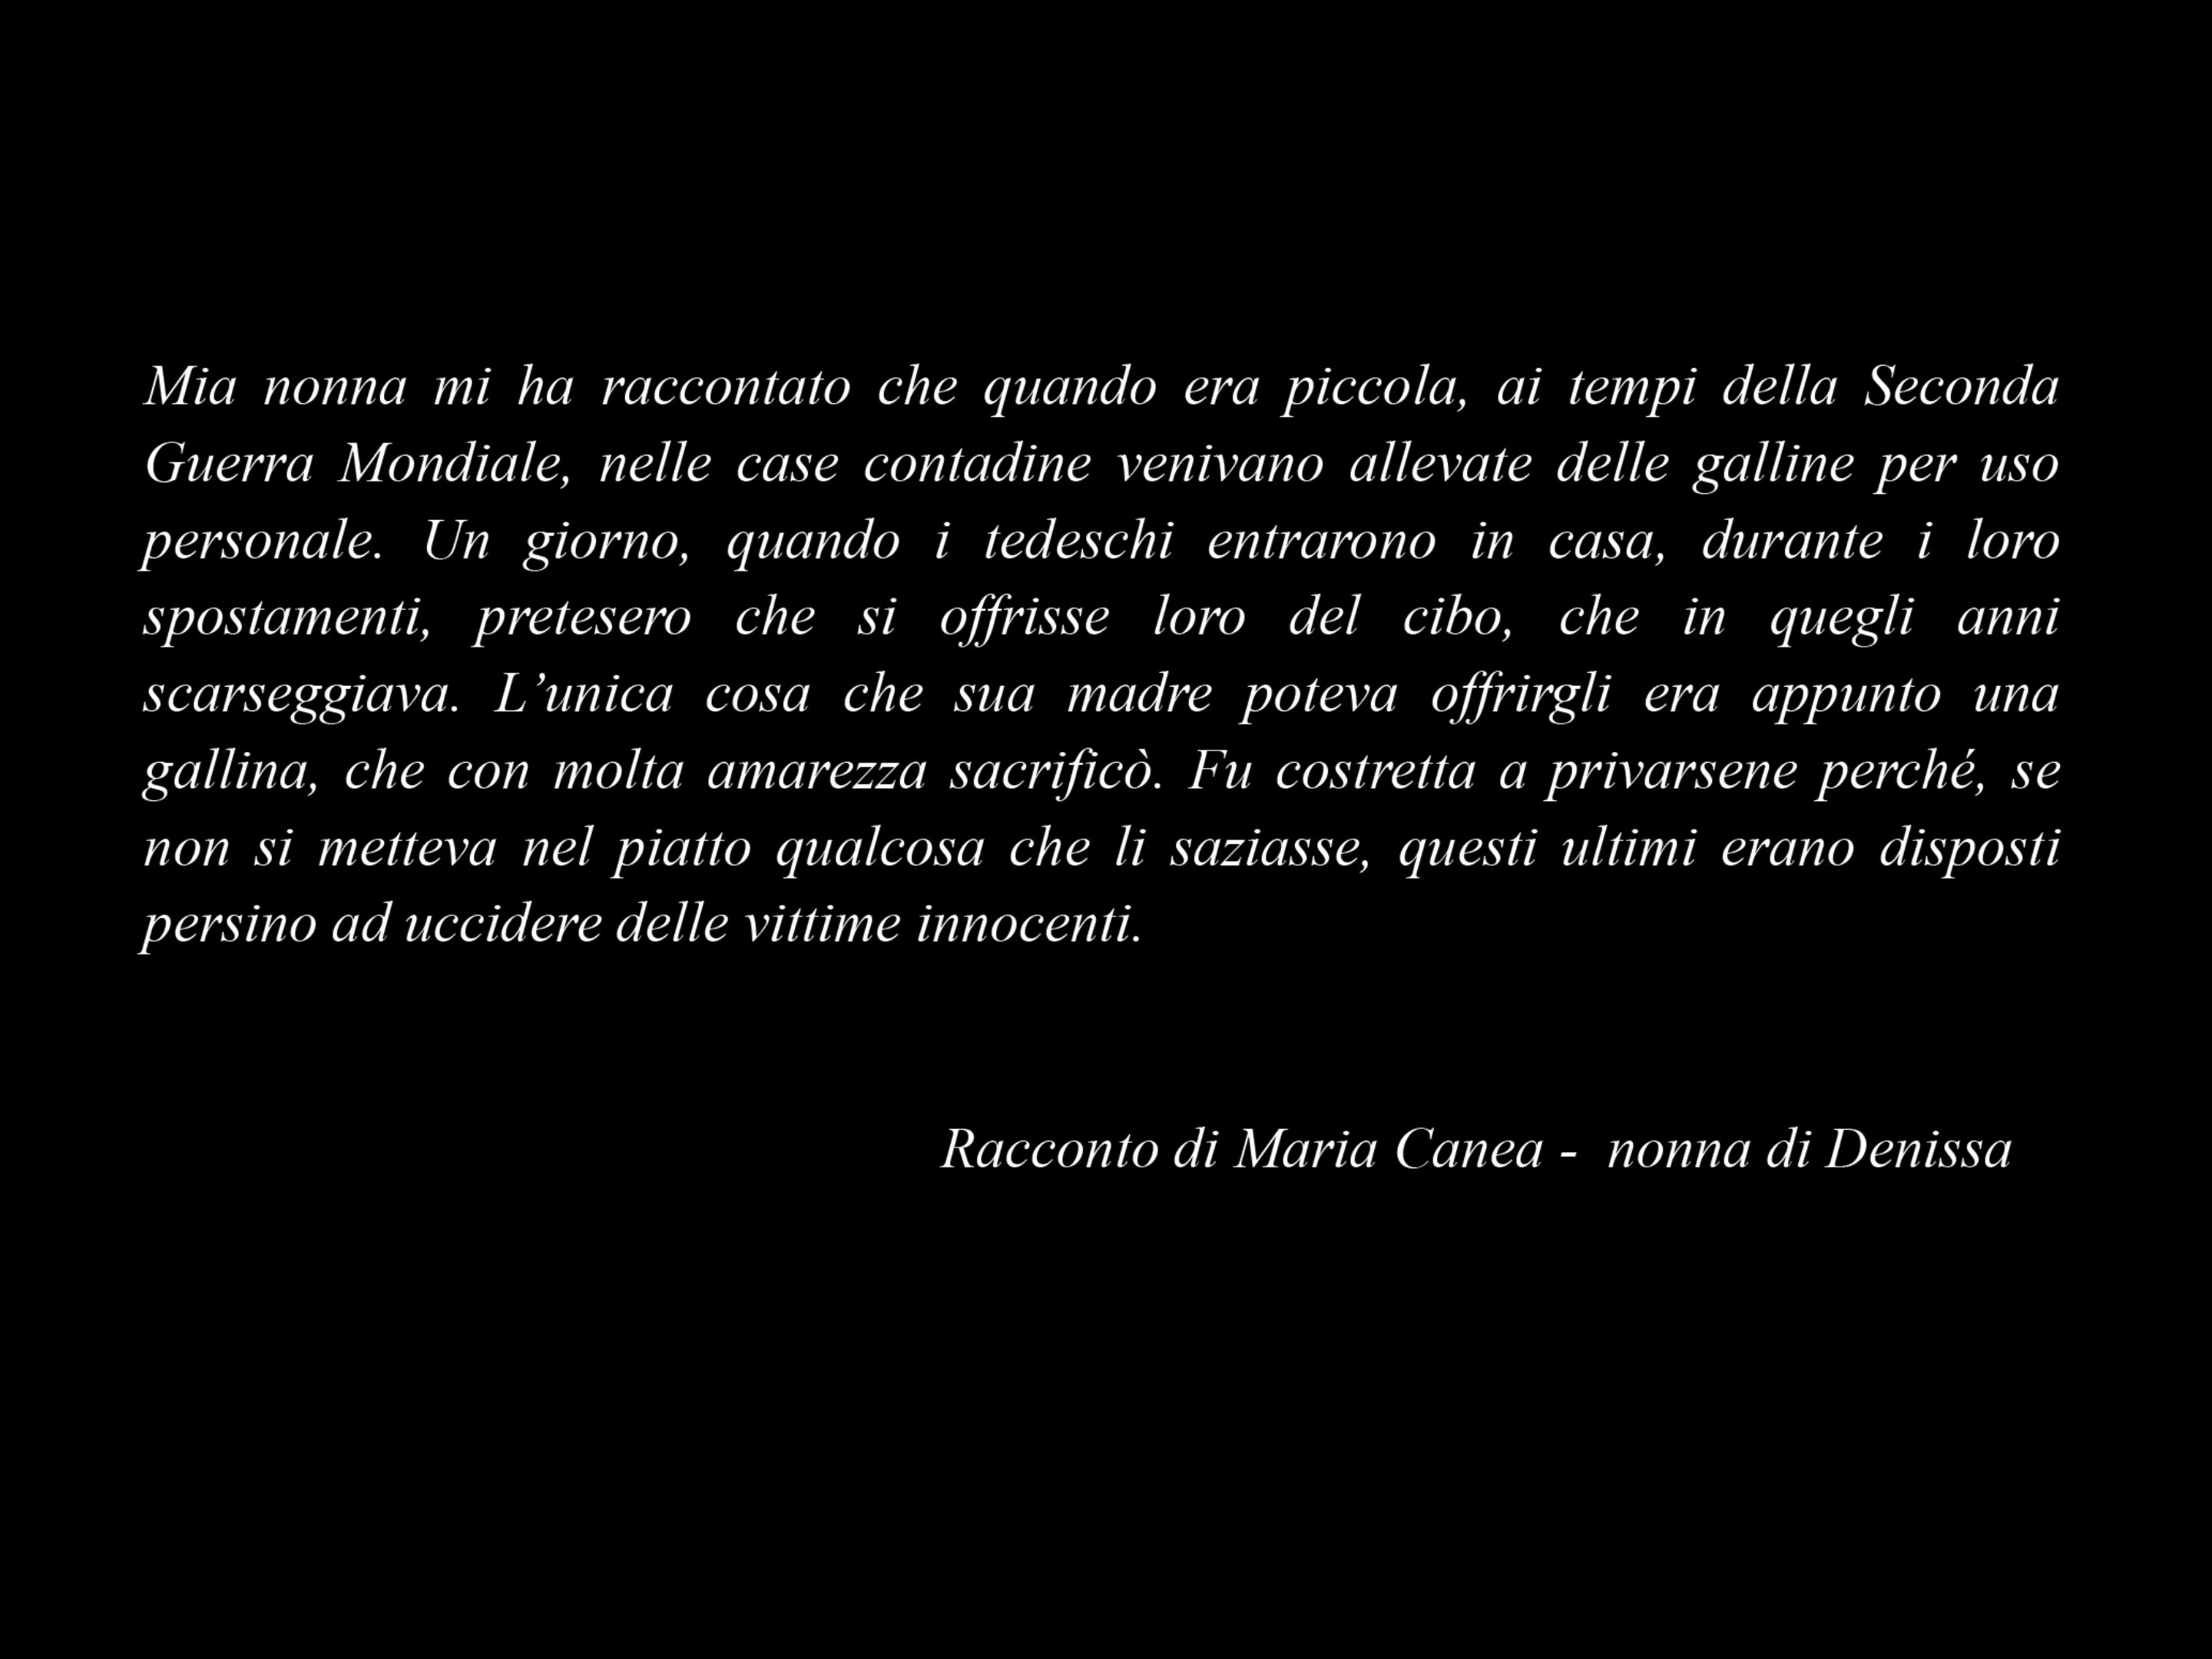 Mia nonna mi ha raccontato che quando era piccola, ai tempi della Seconda
Guerra Mondiale, nelle case contadine venivano allevate delle galline per uso
personale. Un giorno, quando i tedeschi entrarono in casa, durante i loro
spostamenti, pretesero che si offrisse loro del cibo, che in quegli anni
scarseggiava. L’unica cosa che sua madre poteva offrirgli era appunto una
gallina, che con molta amarezza sacrificò. Fu costretta a privarsene perché, se
non si metteva nel piatto qualcosa che li saziasse, questi ultimi erano disposti
persino ad uccidere delle vittime innocenti.
Racconto di Maria Canea -  nonna di Denissa